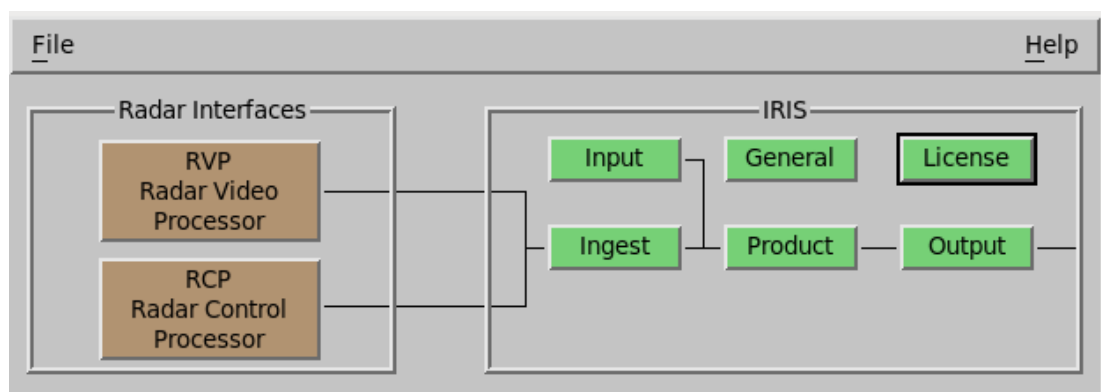 File
Help
Radar Interfaces
RVP
Radar Video
Processor
RCP
Radar Control
Processor
IRIS
Input
General
License
Ingest
Product
Output